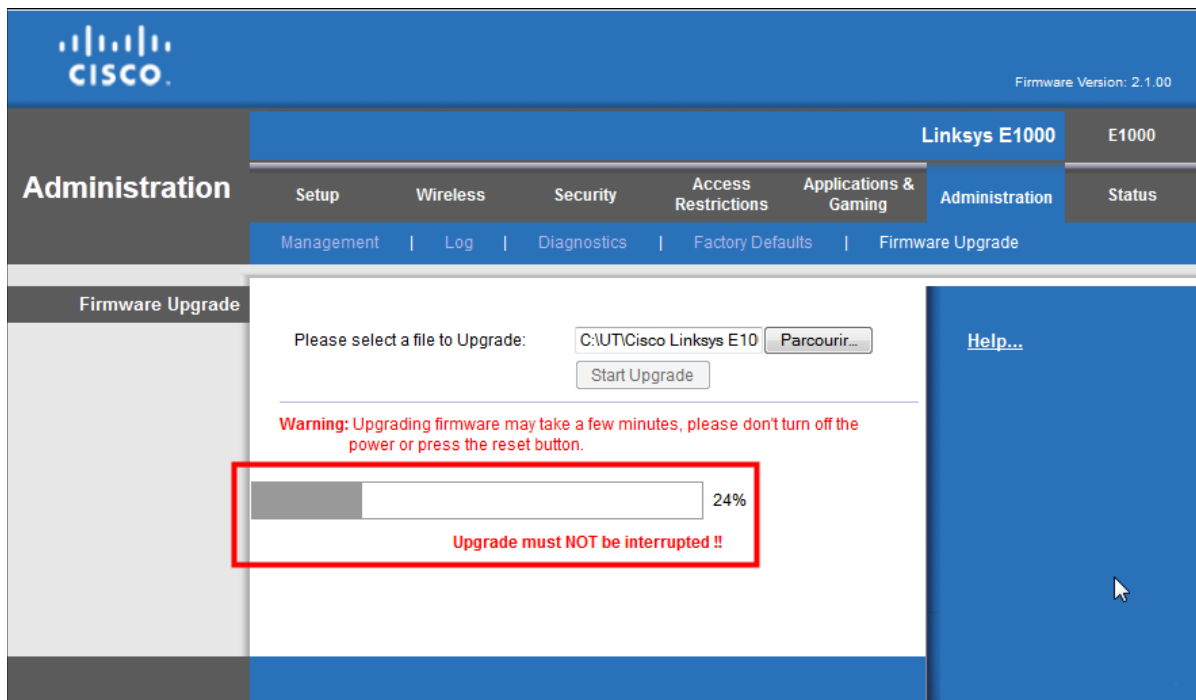 CISCO.
Firmware Version: 2.1.00
Linksys E1000
E1000
Administration
Setup
Wireless
Security
Access Restrictions
Applications & Gaming
Administration
Status
Management | Log | Diagnostics | Factory Defaults | Firmware Upgrade
Firmware Upgrade
Please select a file to Upgrade:
C:\UT\Cisco Linksys E10
Parcourir...
Help...
Start Upgrade
Warning: Upgrading firmware may take a few minutes, please don't turn off the
power or press the reset button.
24%
Upgrade must NOT be interrupted !!